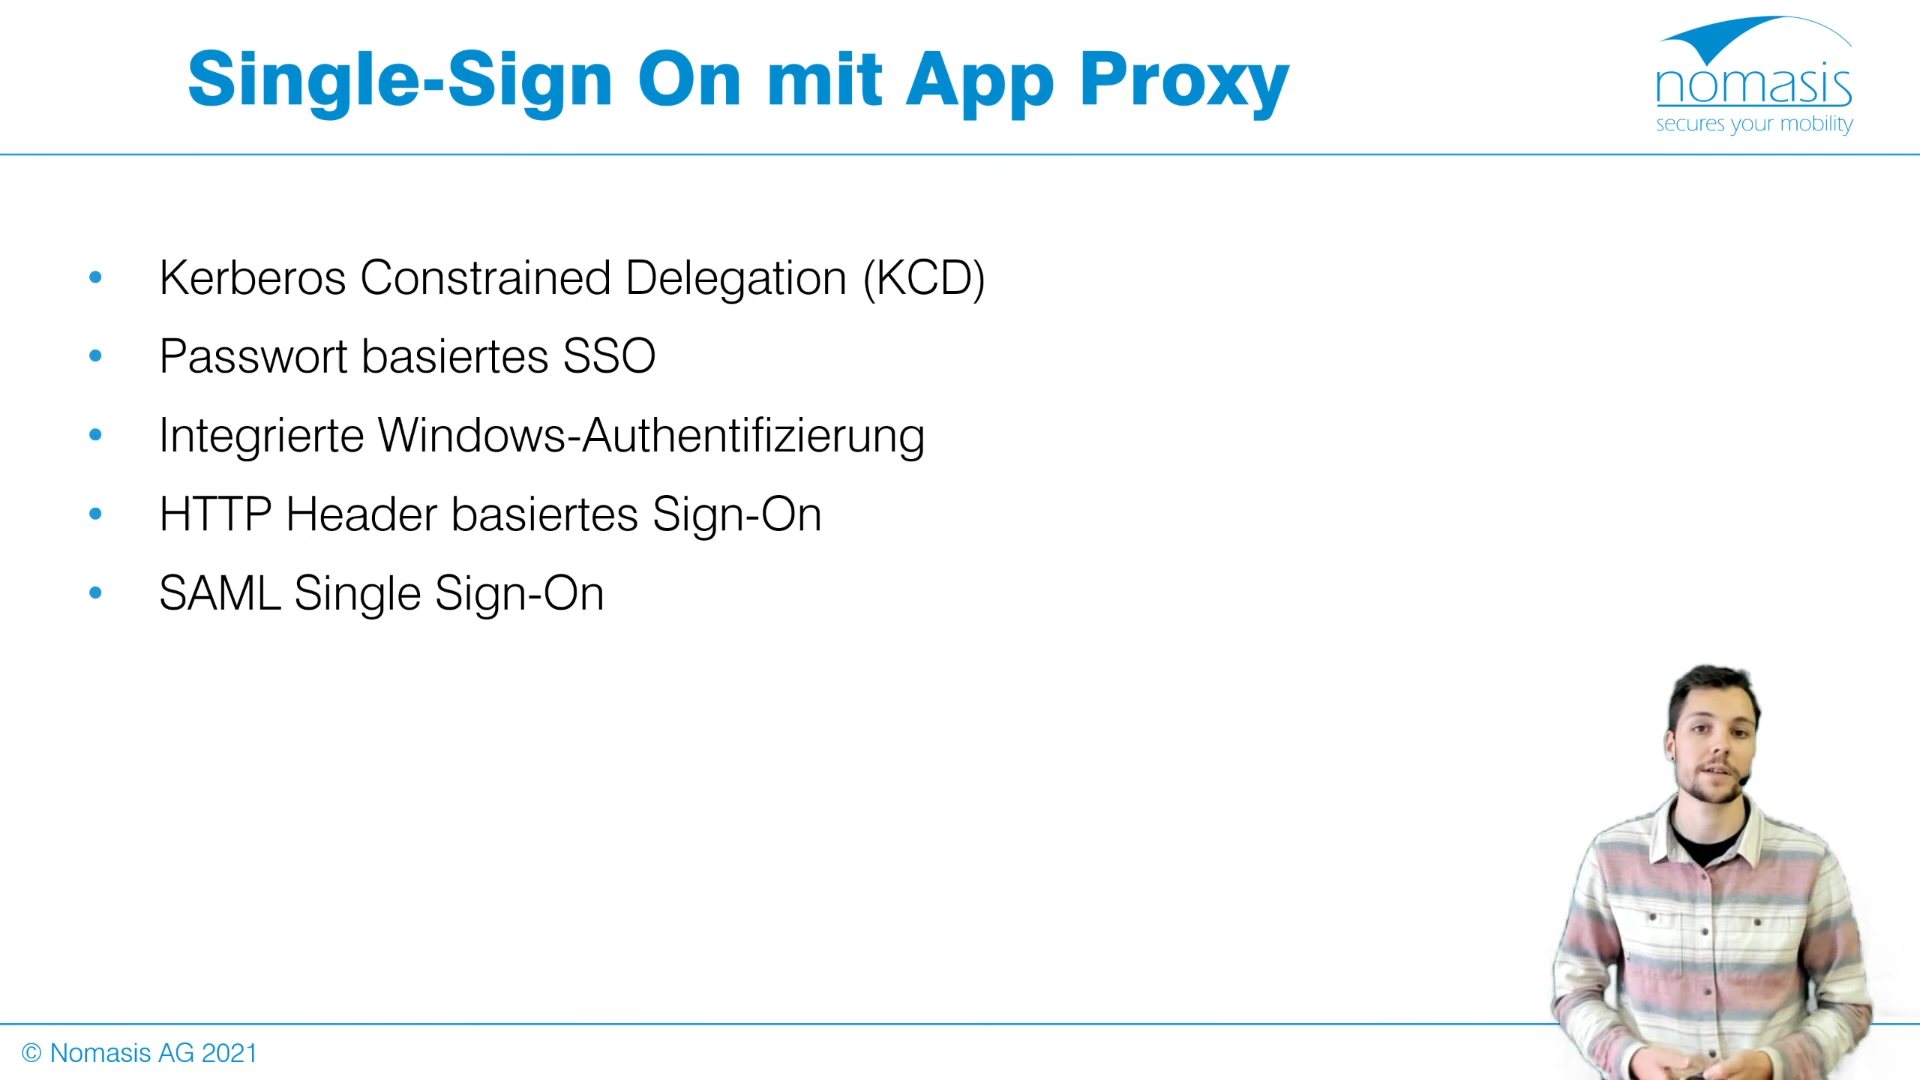 Single-Sign On mit App Proxy
nomasis
secures your mobility
• Kerberos Constrained Delegation (KCD)
• Passwort basiertes SSO
• Integrierte Windows-Authentifizierung
• HTTP Header basiertes Sign-On
• SAML Single Sign-On
© Nomasis AG 2021